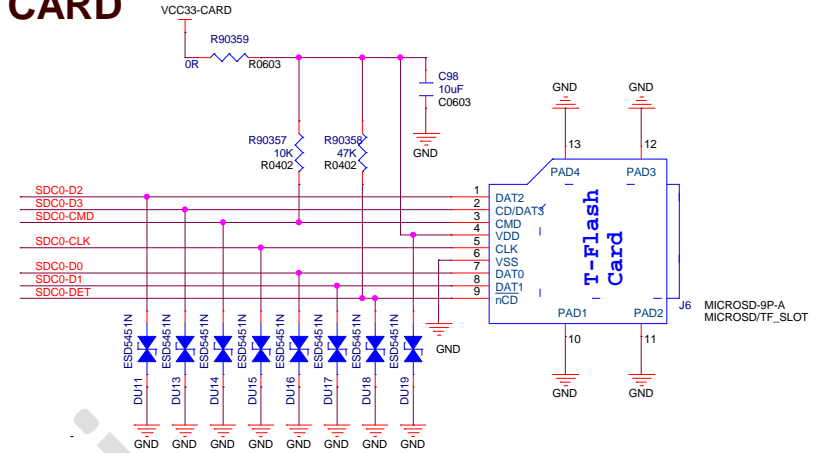 CARD
VCC33-CARD
R90359
0R
R0603
C98
10uF
C0603
GND
R90357
10K
R0402
R90358
47K
R0402
GND
GND
13
12
PAD4
PAD3
SDC0-D2
SDC0-D3
SDC0-CMD
SDC0-CLK
SDC0-D0
SDC0-D1
SDC0-DET
1
2
3
4
5
6
7
8
9
DAT2
CD/DAT3
CMD
VDD
CLK
VSS
DAT0
DAT1
nCD
T-Flash
Card
PAD1
PAD2
J6
MICROSD-9P-A
MICROSD/TF_SLOT
10
11
GND
GND
GND
ESD5451N
ESD5451N
ESD5451N
ESD5451N
ESD5451N
ESD5451N
ESD5451N
ESD5451N
DU11
DU13
DU14
DU15
DU16
DU17
DU18
DU19
-
GND
GND
GND
GND
GND
GND
GND
GND